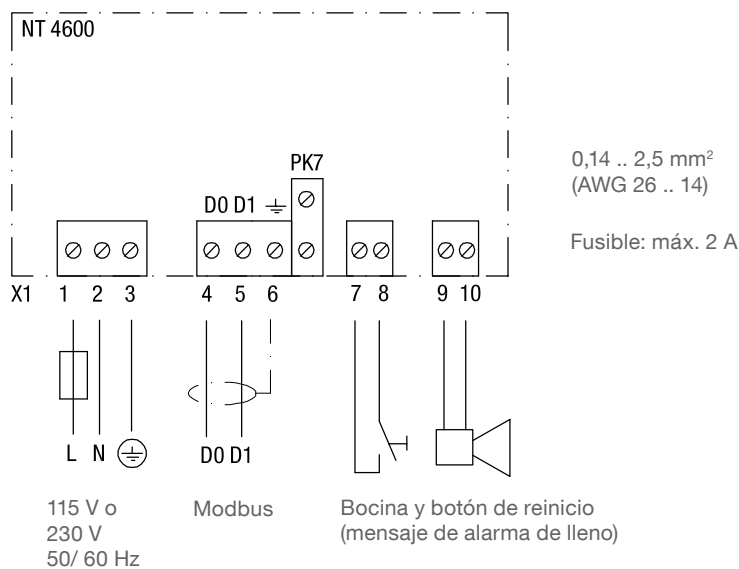 NT 4600
PK7
D0 D1
X1 1 2 3 4 5 6 7 8 9 10
L N
D0 D1
115 V o
230 V
50/ 60 Hz
Modbus
Bocina y botón de reinicio
(mensaje de alarma de lleno)
0,14 .. 2,5 mm²
(AWG 26 .. 14)
Fusible: máx. 2 A